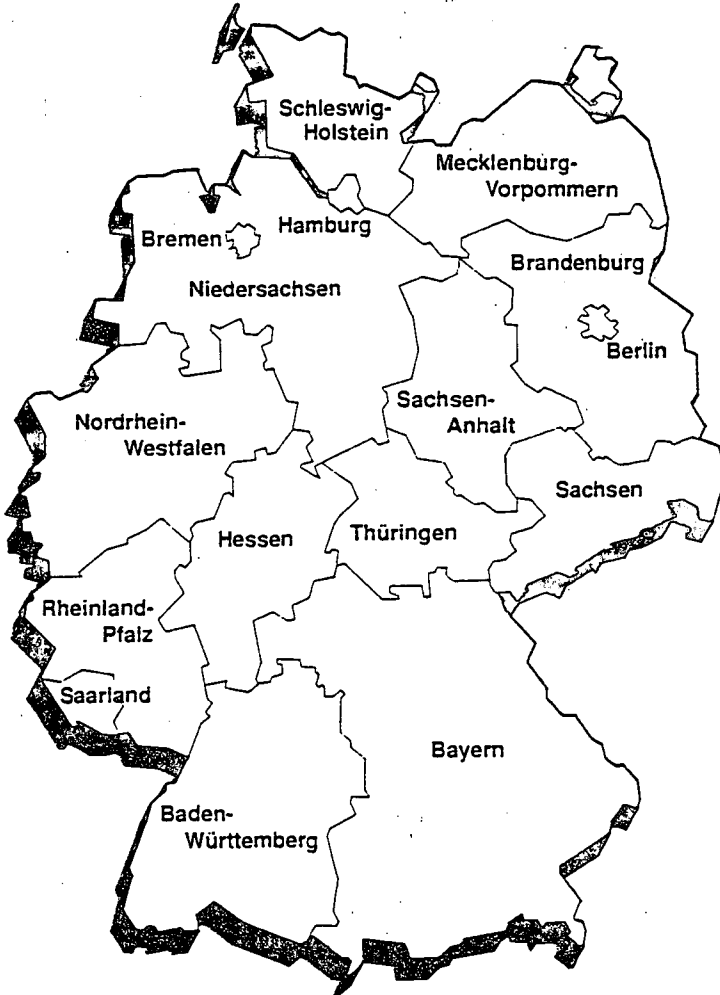 Schleswig-
Holstein
Mecklenburg-
Vorpommern
Hamburg
Bremen
Brandenburg
Niedersachsen
Berlin
Sachsen-
Anhalt
Nordrhein-
Westfalen
Sachsen
Thüringen
Hessen
Rheinland-
Pfalz
Saarland
Bayern
Baden-
Württemberg